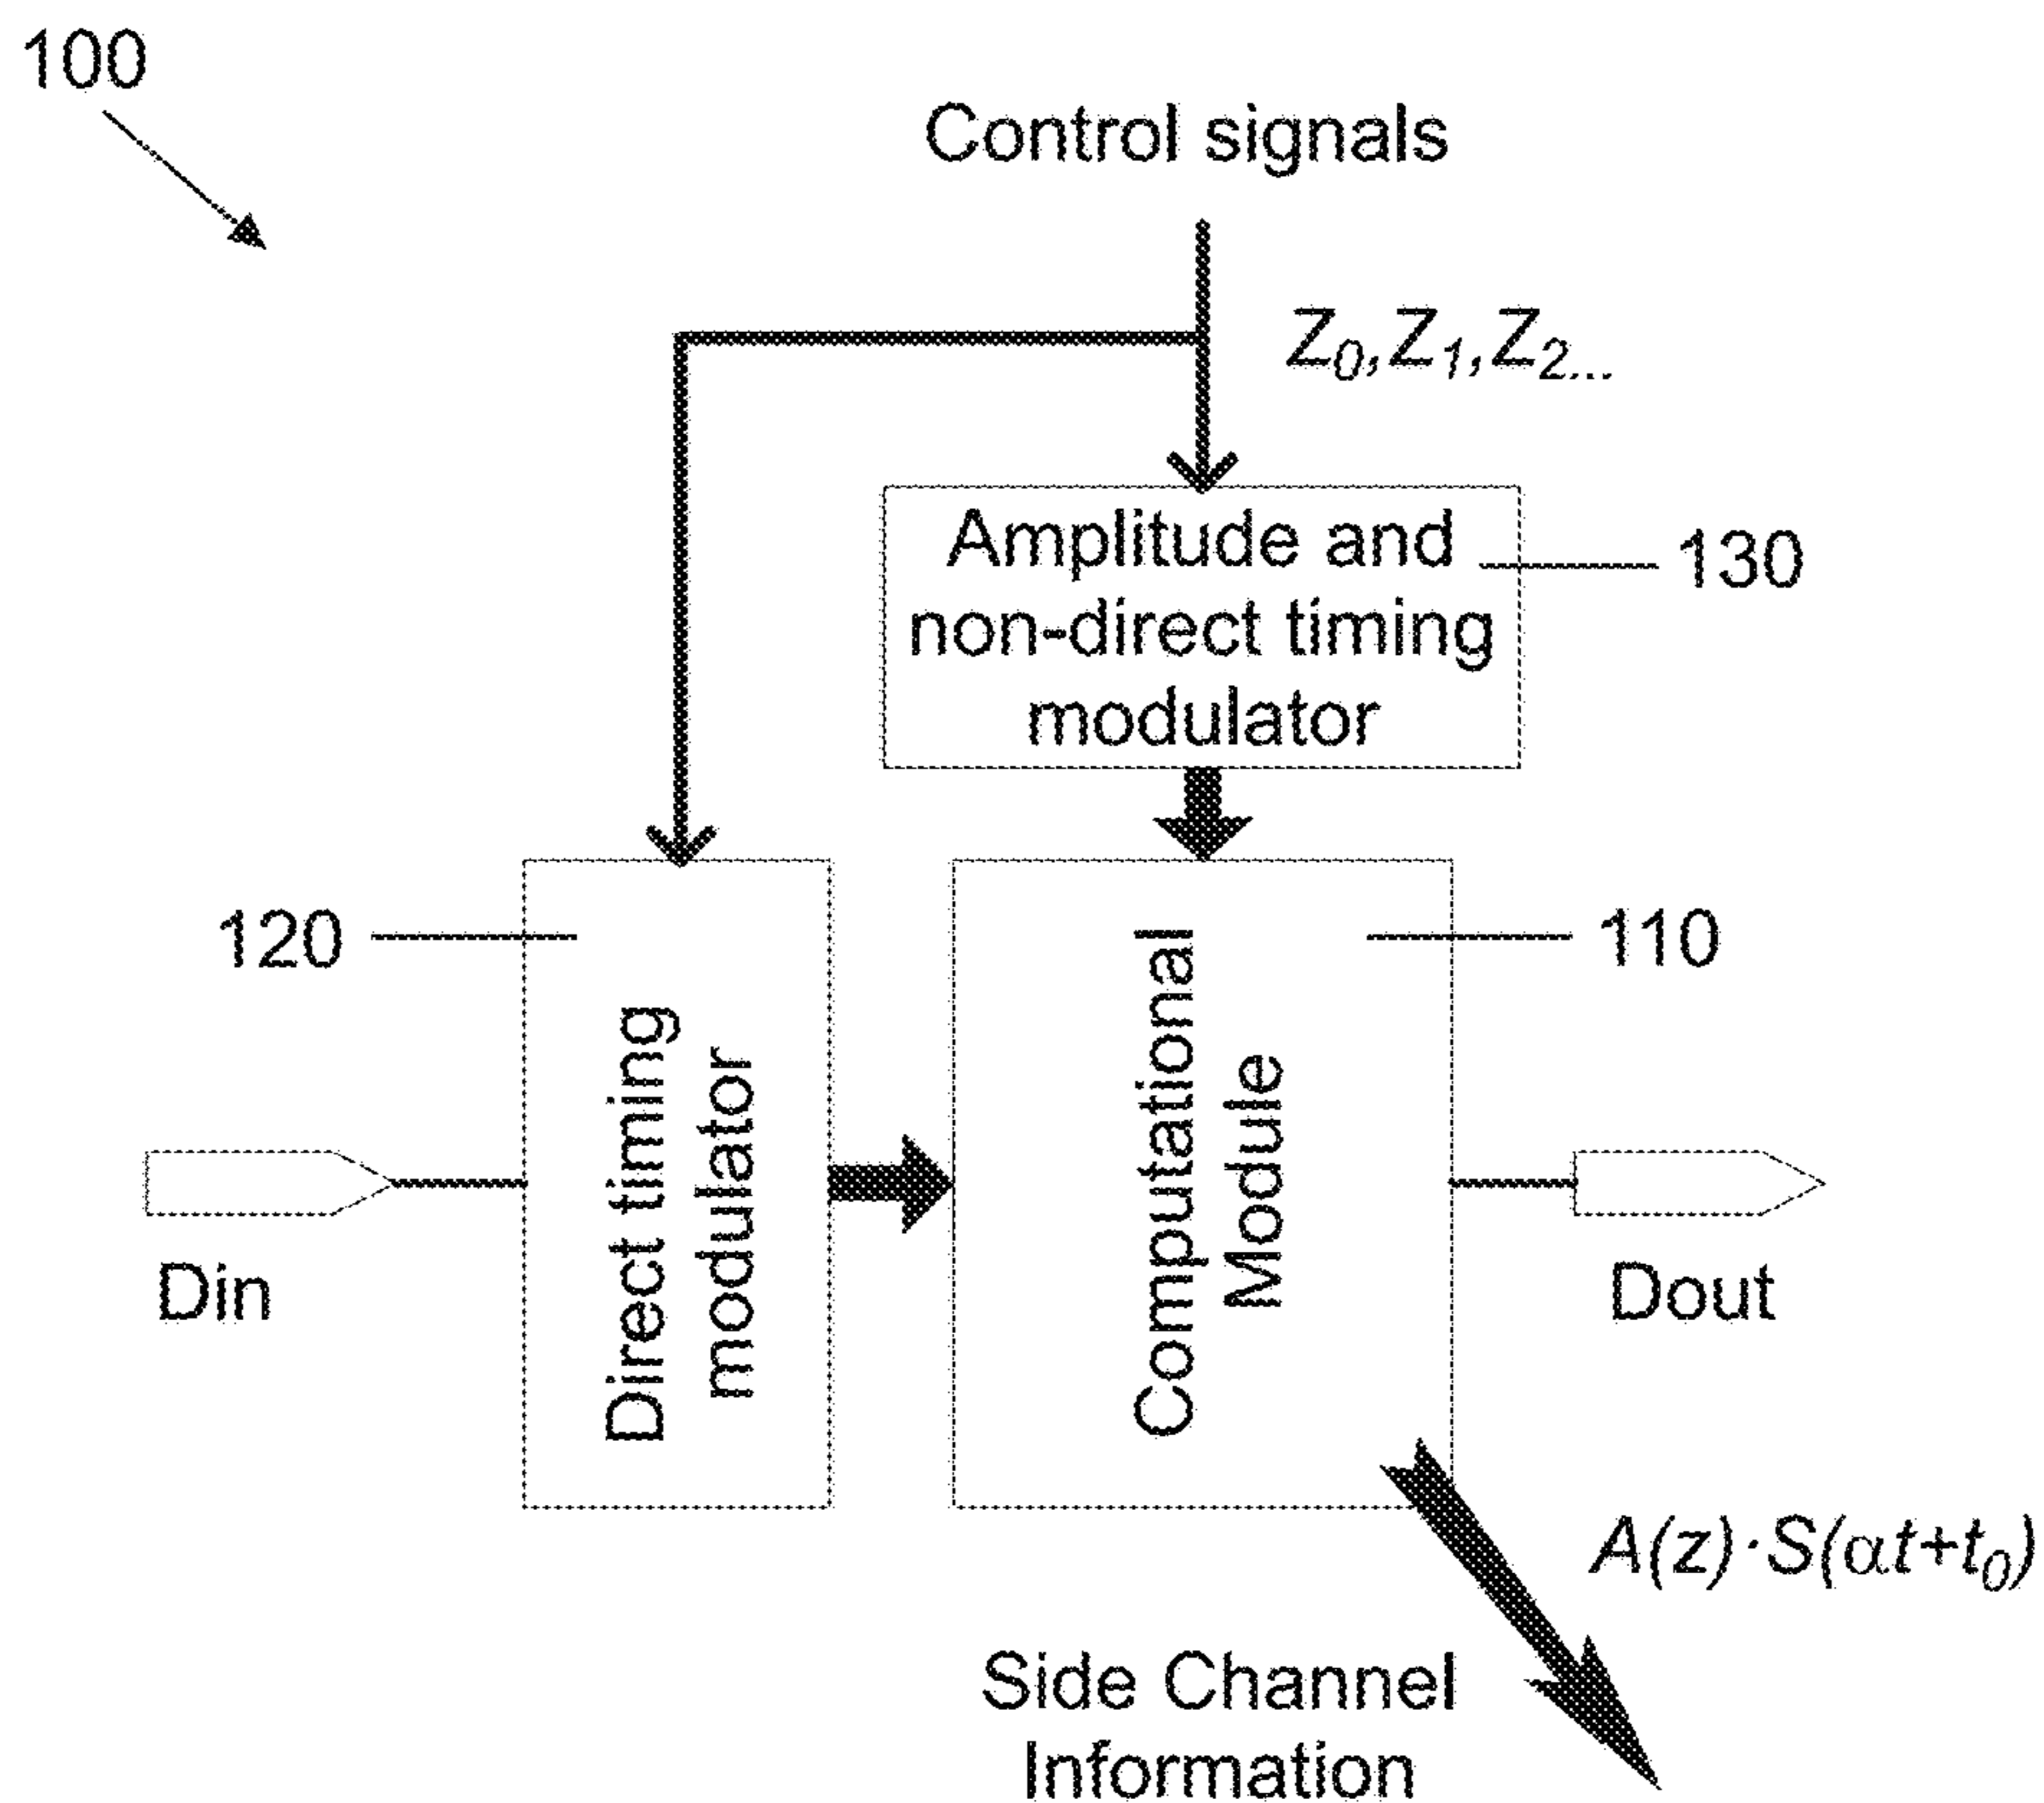 100
Control signals
Z0,Z1,Z2...
Amplitude and
non-direct timing
modulator
130
120
110
Direct timing
modulator
Computational
Module
Din
Dout
A(z)·S(αt+t0)
Side Channel
Information